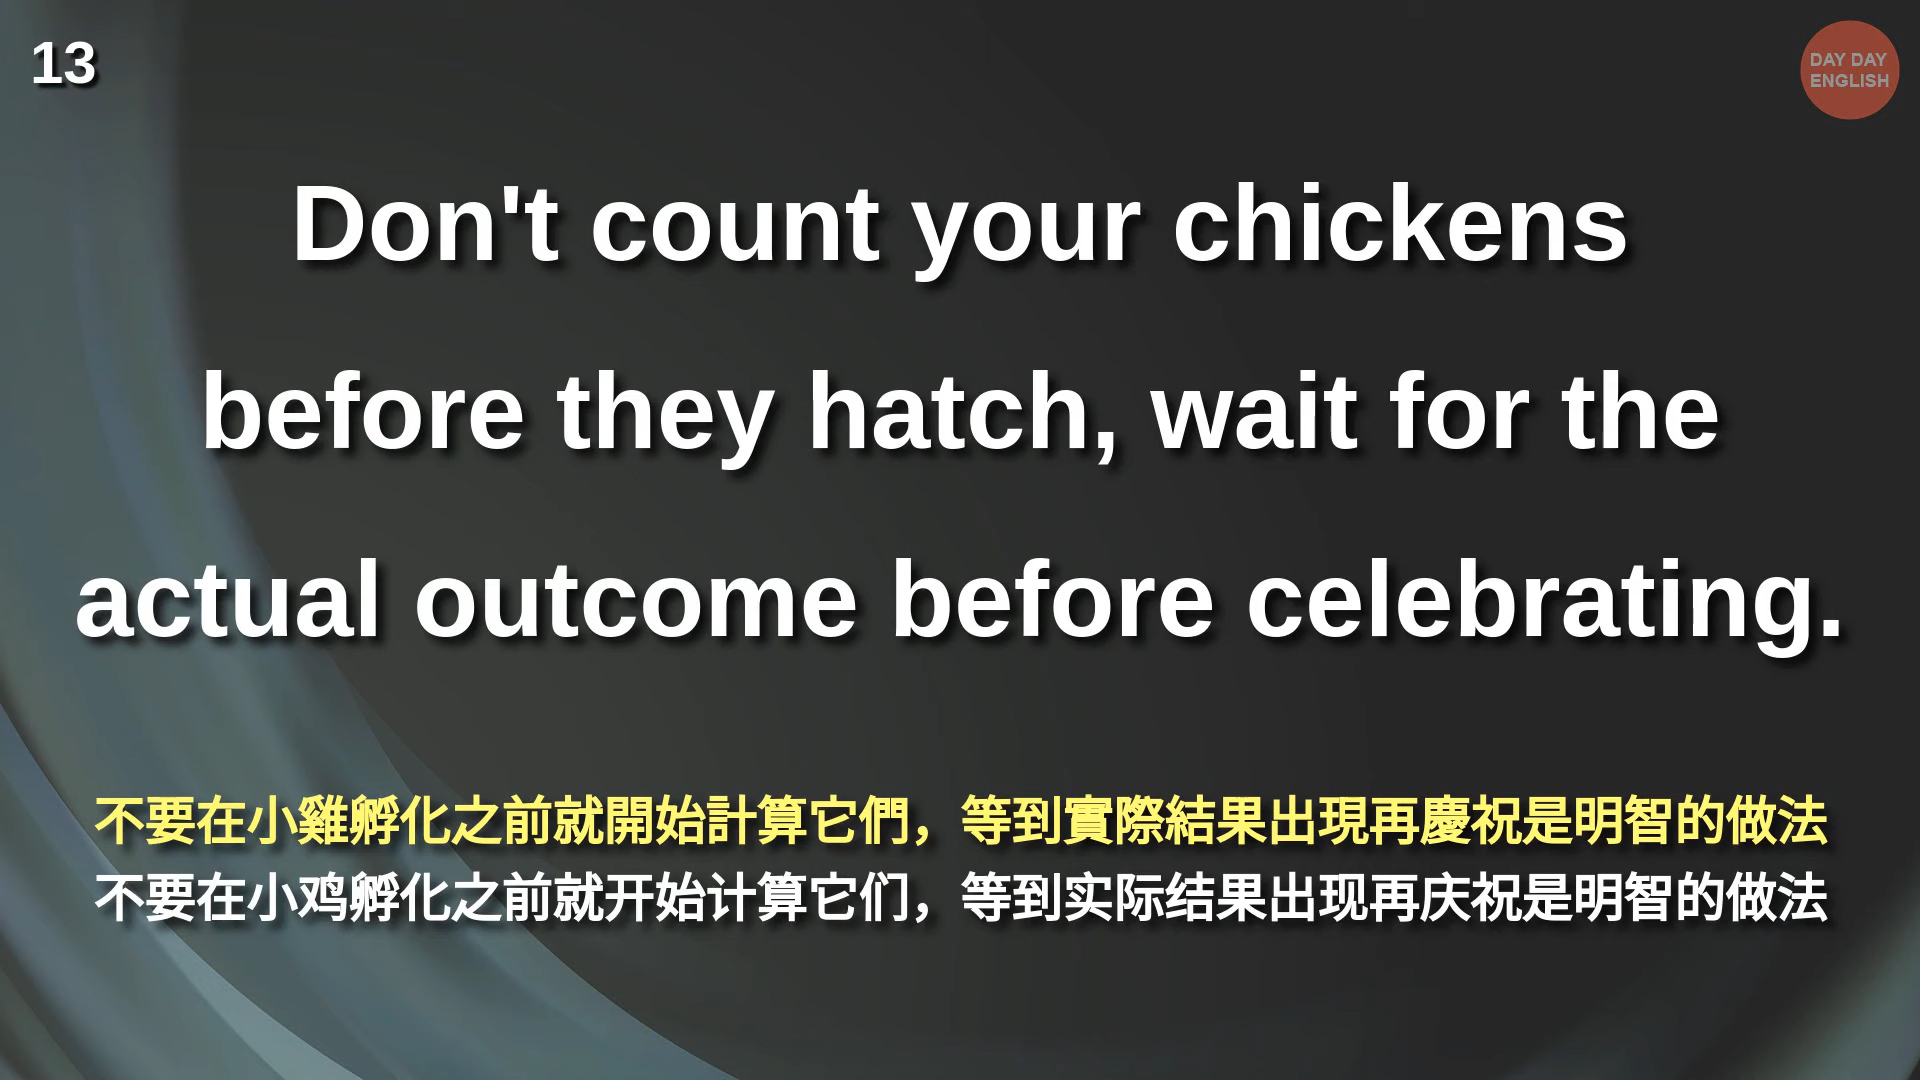 13
DAY DAY
ENGLISH
Don't count your chickens
before they hatch, wait for the
actual outcome before celebrating.
不要在小雞孵化之前就開始計算它們，等到實際結果出現再慶祝是明智的做法
不要在小鸡孵化之前就开始计算它们，等到实际结果出现再庆祝是明智的做法